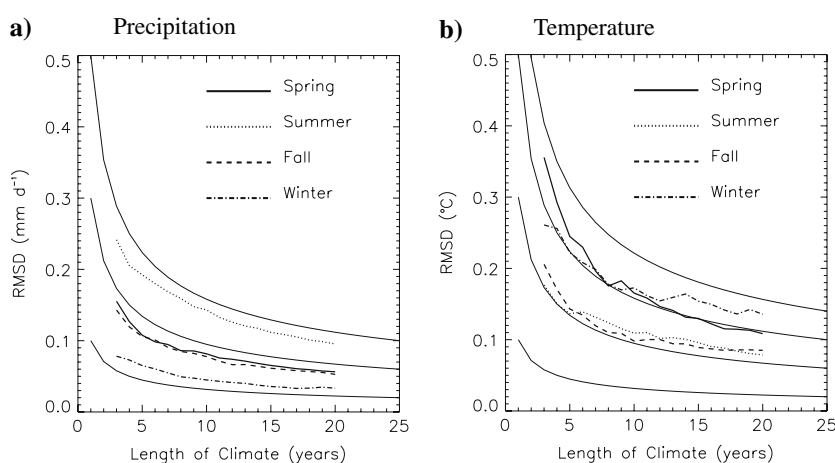 a) Precipitation
0.5
0.4
0.3
0.2
0.1
0.0
RMSD (mm d⁻¹)
Spring
Summer
Fall
Winter
0 5 10 15 20 25
Length of Climate (years)
b) Temperature
0.5
0.4
0.3
0.2
0.1
0.0
RMSD (°C)
Spring
Summer
Fall
Winter
0 5 10 15 20 25
Length of Climate (years)